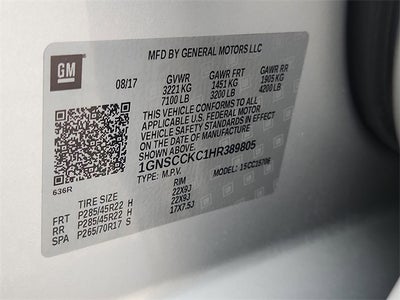 GM
MFD BY GENERAL MOTORS LLC
08/17 GVWR GAWR FRT GAWR RR
3221 KG 1451 KG 1905 KG
7100 LB 3200 LB 4200 LB
THIS VEHICLE CONFORMS TO ALL
APPLICABLE U.S. FEDERAL MOTOR
VEHICLE SAFETY STANDARDS IN EFFECT
ON THE DATE OF MANUFACTURE
FROM ABOVE
1GNSCCKC1HR389805
TYPE: M.P.V. MODEL: 15CC15706
636R
TIRE SIZE RIM
FRT P285/45R22 H 22X9J
RR P285/45R22 H 22X9J
SPA P265/70R17 S 17X7.5J